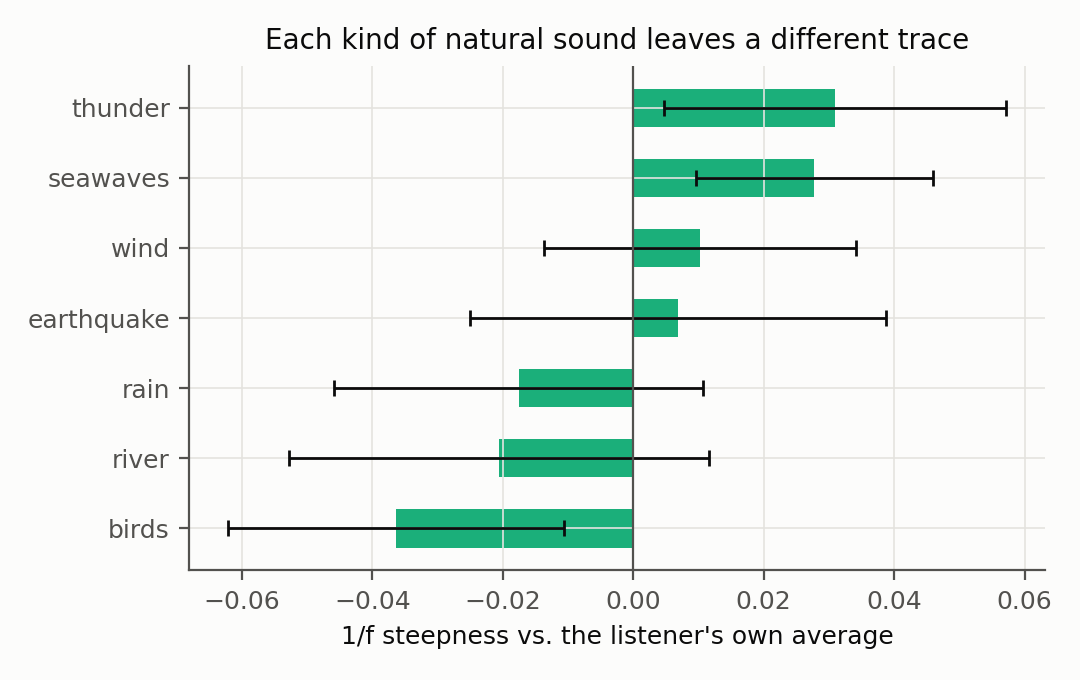 Each kind of natural sound leaves a different trace
thunder
seawaves
wind
earthquake
rain
river
birds
−0.06 −0.04 −0.02 0.00 0.02 0.04 0.06
1/f steepness vs. the listener's own average